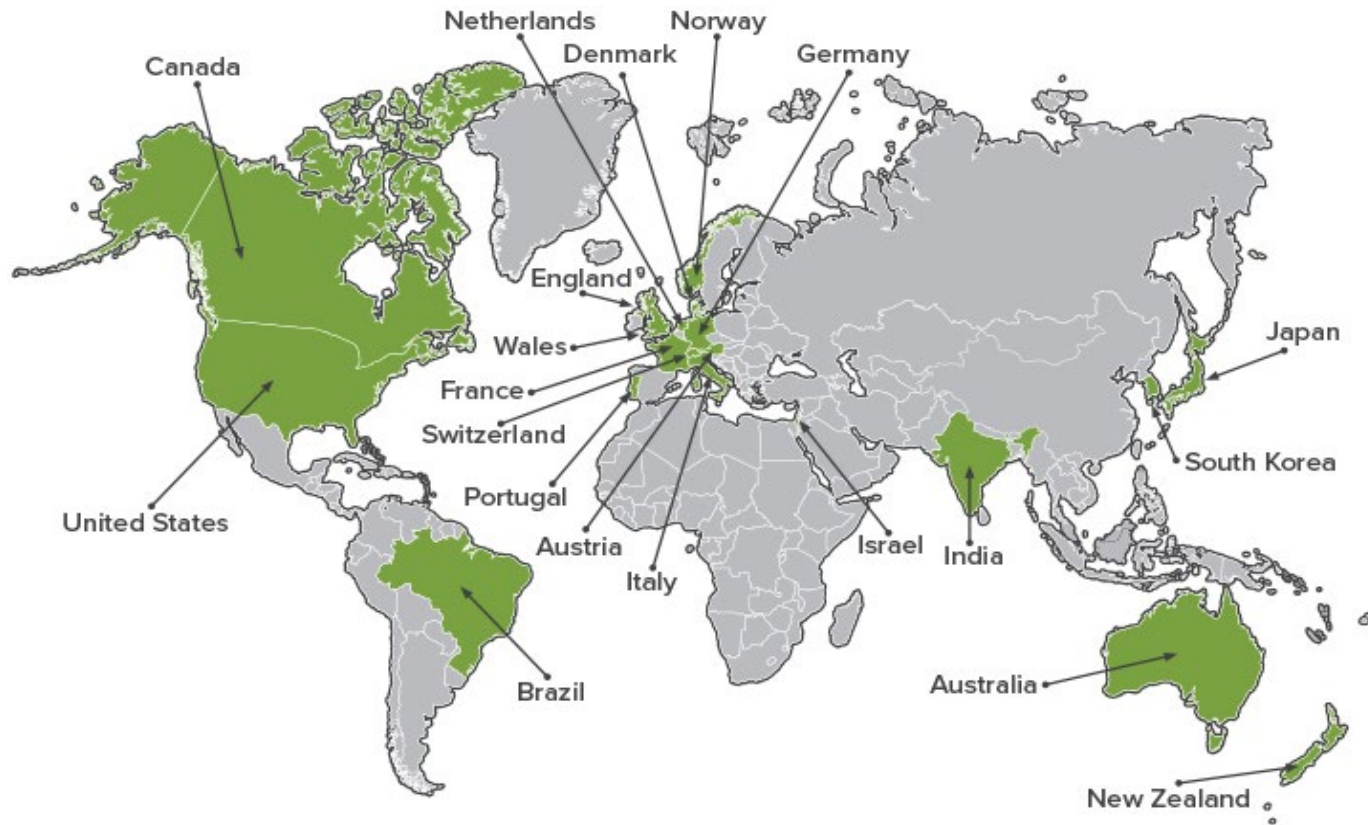 Norway
Netherlands
Denmark
Germany
Canada
England
Wales
Japan
France
Switzerland
South Korea
Portugal
United States
Austria
Israel
India
Italy
Australia
Brazil
New Zealand